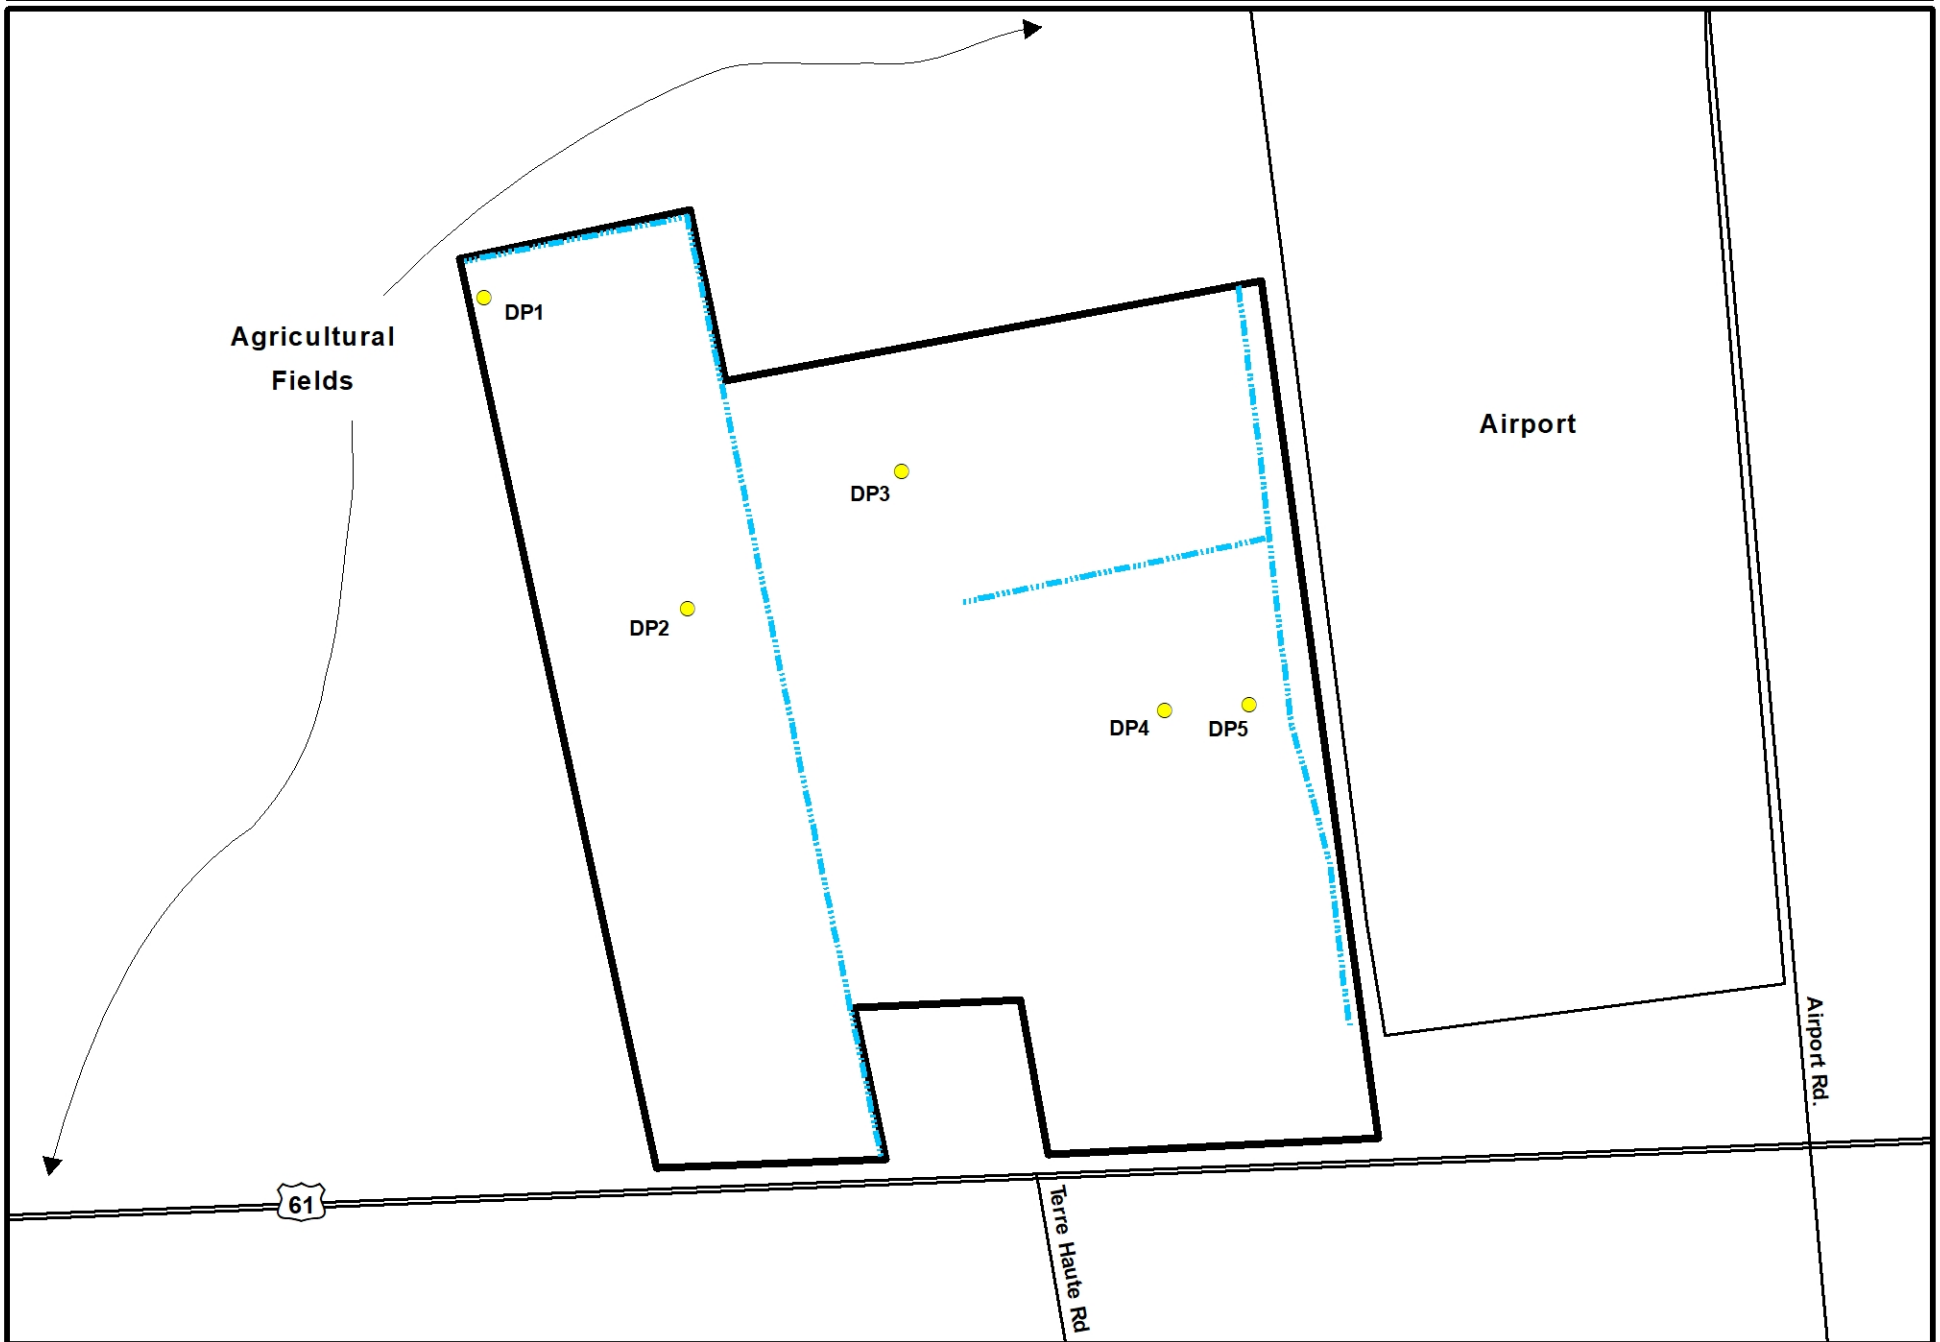 DP1
Agricultural
Fields
Airport
DP3
DP2
DP4
DP5
Airport Rd.
61
Terre Haute Rd